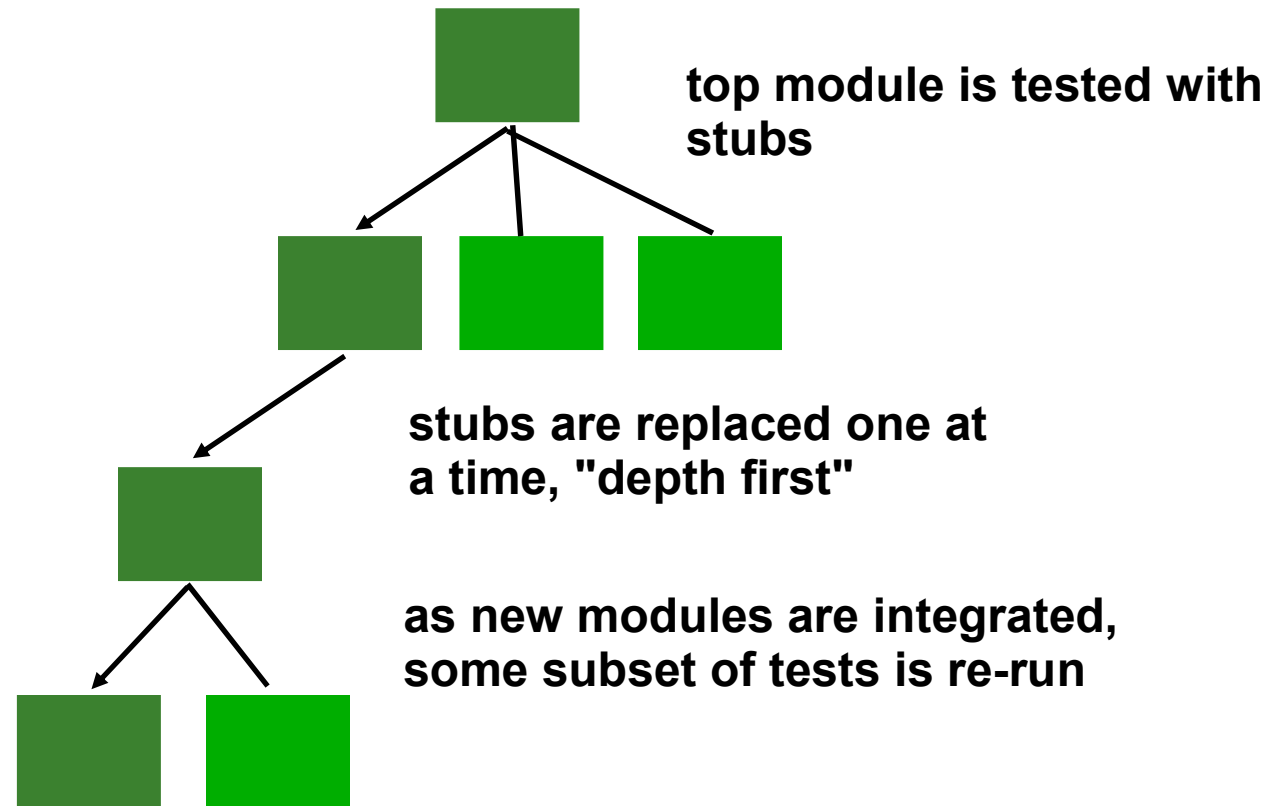 top module is tested with
stubs
stubs are replaced one at
a time, "depth first"
as new modules are integrated,
some subset of tests is re-run